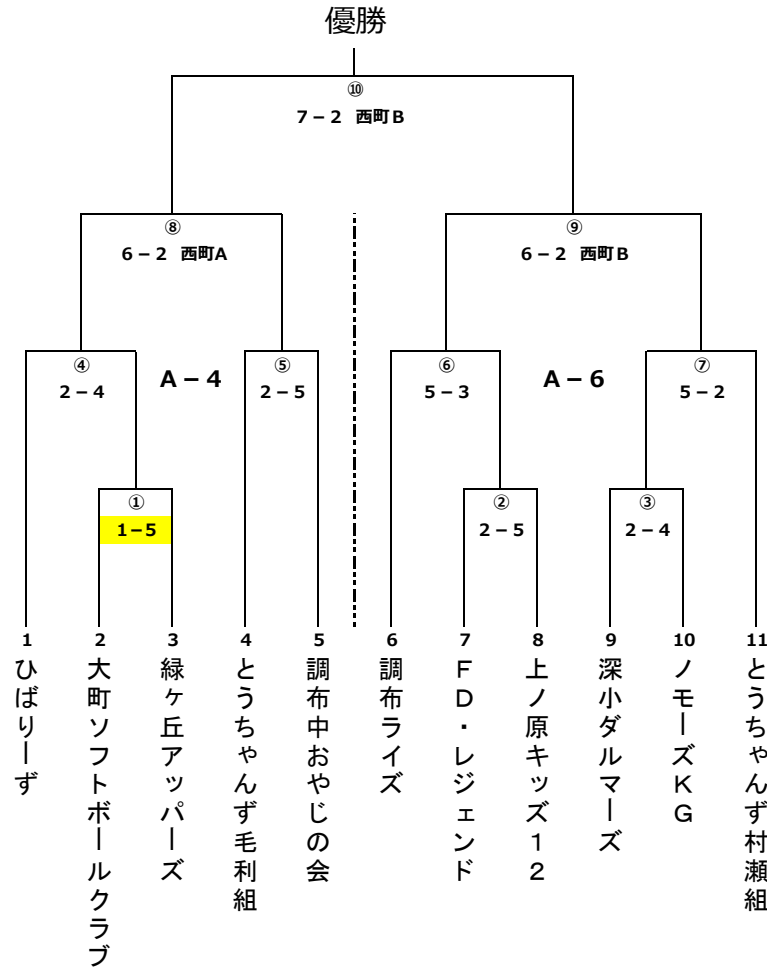 優勝
⑩
7－2 西町B
⑧
6－2 西町A
⑨
6－2 西町B
④
2－4
A－4
⑤
2－5
⑥
5－3
A－6
⑦
5－2
①
1－5
②
2－5
③
2－4
1
ひばりーず
2
大町ソフトボールクラブ
3
緑ヶ丘アッパーズ
4
とうちゃんず毛利組
5
調布中おやじの会
6
調布ライズ
7
ＦＤ・レジェンド
8
上ノ原キッズ１２
9
深小ダルマーズ
10
ノモーズＫＧ
11
とうちゃんず村瀬組